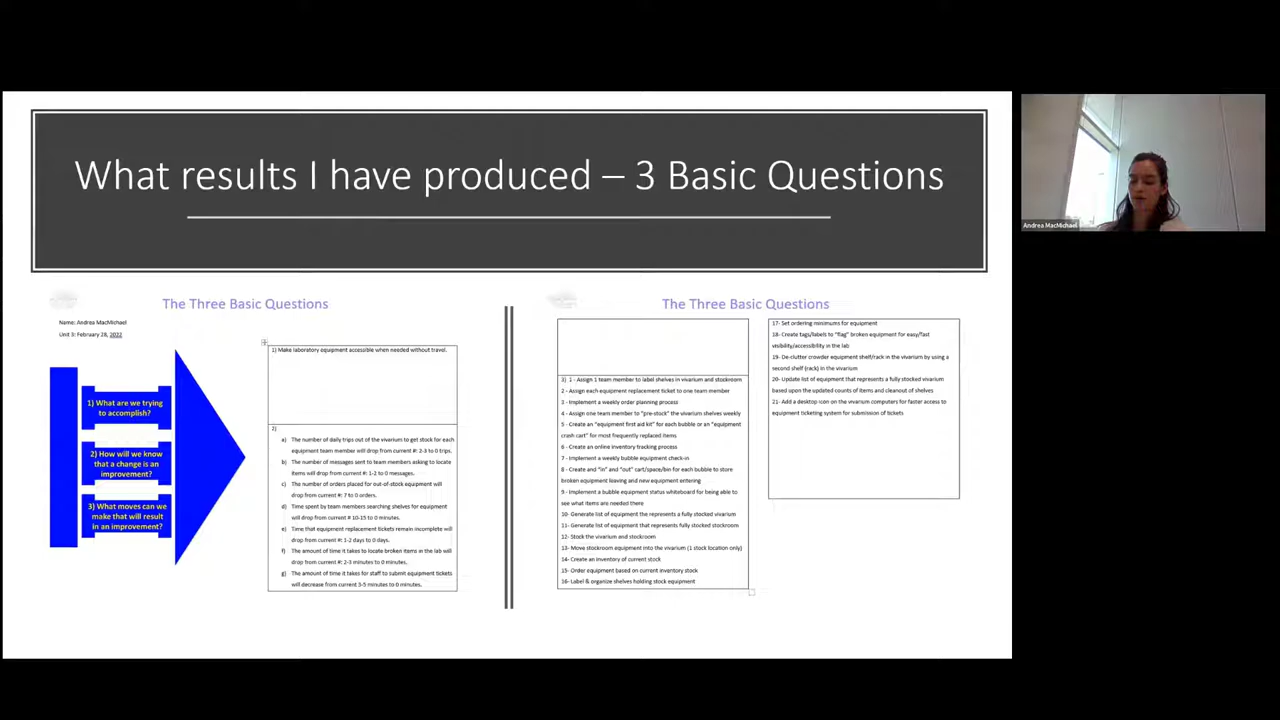 What results I have produced – 3 Basic Questions
The Three Basic Questions
Name: Andrea MacMichael
Unit 3: February 28, 2022
1) What are we trying
to accomplish?
2) How will we know
that a change is an
improvement?
3) What moves can we
make that will result
in an improvement?
1) Make laboratory equipment accessible when needed without travel.
2)
a) The number of daily trips out of the vivarium to get stock for each
equipment team member will drop from current #: 2-3 to 0 trips.
b) The number of messages sent to team members asking to locate
items will drop from current #: 1-2 to 0 messages.
c) The number of orders placed for out-of-stock equipment will
drop from current #: 7 to 0 orders.
d) Time spent by team members searching shelves for equipment
will drop from current # 10-15 to 0 minutes.
e) Time that equipment replacement tickets remain incomplete will
drop from current #: 1-2 days to 0 days.
f) The amount of time it takes to locate broken items in the lab will
drop from current #: 2-3 minutes to 0 minutes.
g) The amount of time it takes for staff to submit equipment tickets
will decrease from current 3-5 minutes to 0 minutes.
The Three Basic Questions
3) 1 - Assign 1 team member to label shelves in vivarium and stockroom
2 - Assign each equipment replacement ticket to one team member
3 - Implement a weekly order planning process
4 - Assign one team member to "pre-stock" the vivarium shelves weekly
5 - Create an "equipment first aid kit" for each bubble or an "equipment
crash cart" for most frequently replaced items
6 - Create an online inventory tracking process
7 - Implement a weekly bubble equipment check-in
8 - Create and "in" and "out" cart/space/bin for each bubble to store
broken equipment leaving and new equipment entering
9 - Implement a bubble equipment status whiteboard for being able to
see what items are needed there
10- Generate list of equipment the represents a fully stocked vivarium
11- Generate list of equipment that represents fully stocked stockroom
12- Stock the vivarium and stockroom
13- Move stockroom equipment into the vivarium (1 stock location only)
14- Create an inventory of current stock
15- Order equipment based on current inventory stock
16- Label & organize shelves holding stock equipment
17- Set ordering minimums for equipment
18- Create tags/labels to "flag" broken equipment for easy/fast
visibility/accessibility in the lab
19- De-clutter crowder equipment shelf/rack in the vivarium by using a
second shelf (rack) in the vivarium
20- Update list of equipment that represents a fully stocked vivarium
based upon the updated counts of items and cleanout of shelves
21- Add a desktop icon on the vivarium computers for faster access to
equipment ticketing system for submission of tickets
Andrea MacMichael